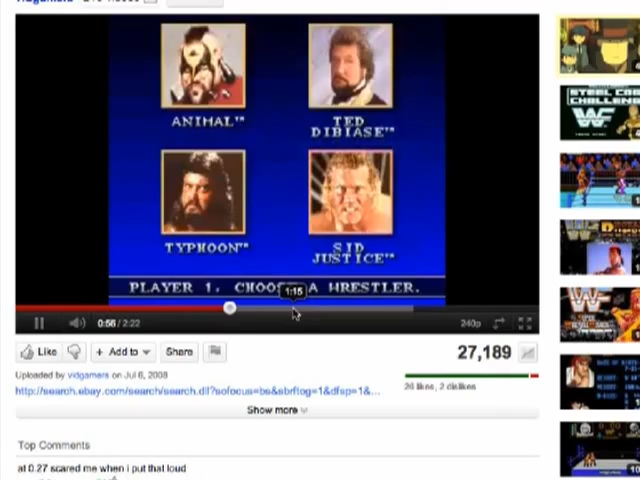 ANIMAL™
TED
DIBIASE™
TYPHOON™
SID
JUSTICE™
PLAYER 1, CHOOSE A WRESTLER.
1:15
0:56 / 2:22
240p
Like
+ Add to
Share
27,189
Uploaded by vidgamers on Jul 6, 2008
26 likes, 2 dislikes
http://search.ebay.com/search/search.dll?sofocus=bs&sbrftog=1&dfsp=1&...
Show more
Top Comments
at 0:27 scared me when i put that loud
STEEL CAGE
CHALLENGE